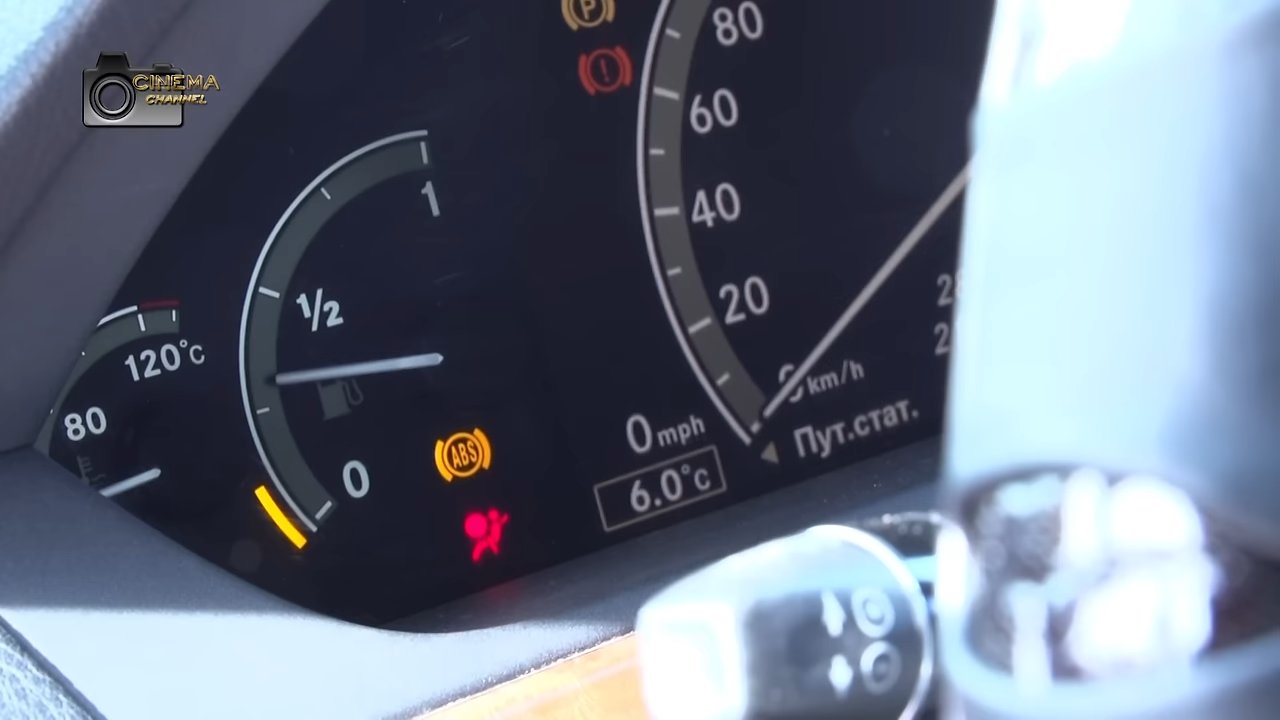 CINEMA
CHANNEL
P
80
60
40
20
0 km/h
1
1/2
0
120°C
80
ABS
0 mph
6.0°C
Пут.стат.